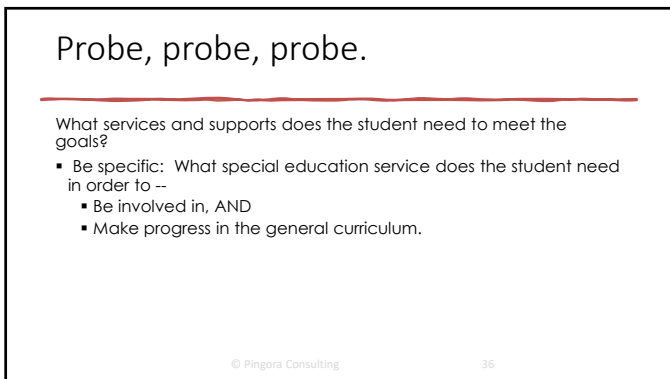 Probe, probe, probe.
What services and supports does the student need to meet the
goals?
▪ Be specific:  What special education service does the student need
in order to --
▪ Be involved in, AND
▪ Make progress in the general curriculum.
© Pingora Consulting
36